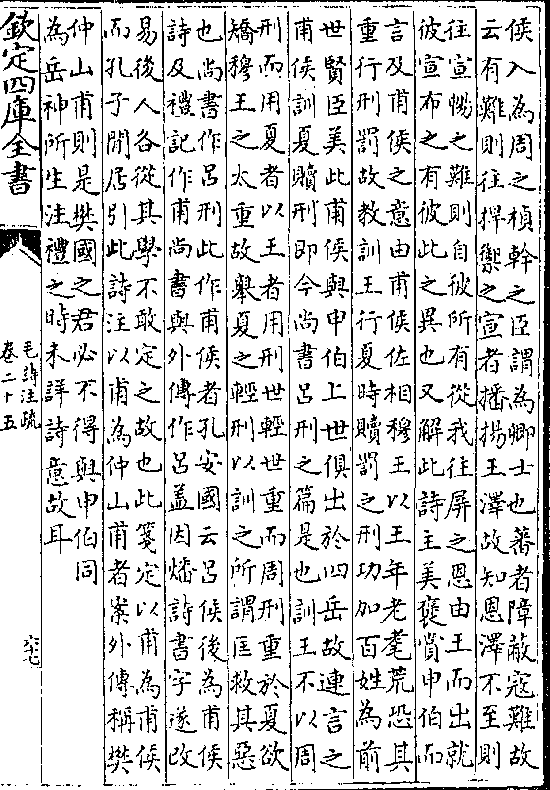 侯入為周之楨幹之臣謂為卿士也蕃者障蔽寇難故
云有難則往捍禦之宣者播揚王澤故知恩澤不至則
往宣暢之難則自彼所有從我往屏之恩由王而出就
彼宣布之有彼此之異也又解此詩主美褒賞申伯而
言及甫侯之意由甫侯佐相穆王以王年老耄荒恐其
重行刑罰故教訓王行夏時贖罰之刑功加百姓為前
世賢臣美此甫侯與申伯上世俱出於四岳故連言之
甫侯訓夏贖刑即今尚書呂刑之篇是也訓王不以周
刑而用夏者以王者用刑世輕世重而周刑重於夏欲
矯穆王之太重故舉夏之輕刑以訓之所謂匡救其惡
也尚書作呂刑此作甫侯者孔安國云呂侯後為甫侯
詩及禮記作甫尚書與外傳作呂蓋因燔詩書字遂改
易後人各從其學不敢定之故也此箋定以甫為甫侯
而孔子閒居引此詩注以甫為仲山甫者案外傳稱樊
仲山甫則是樊國之君必不得與申伯同
為岳神所生注禮之時未詳詩意故耳
欽定四庫全書
毛詩注疏
卷二十五